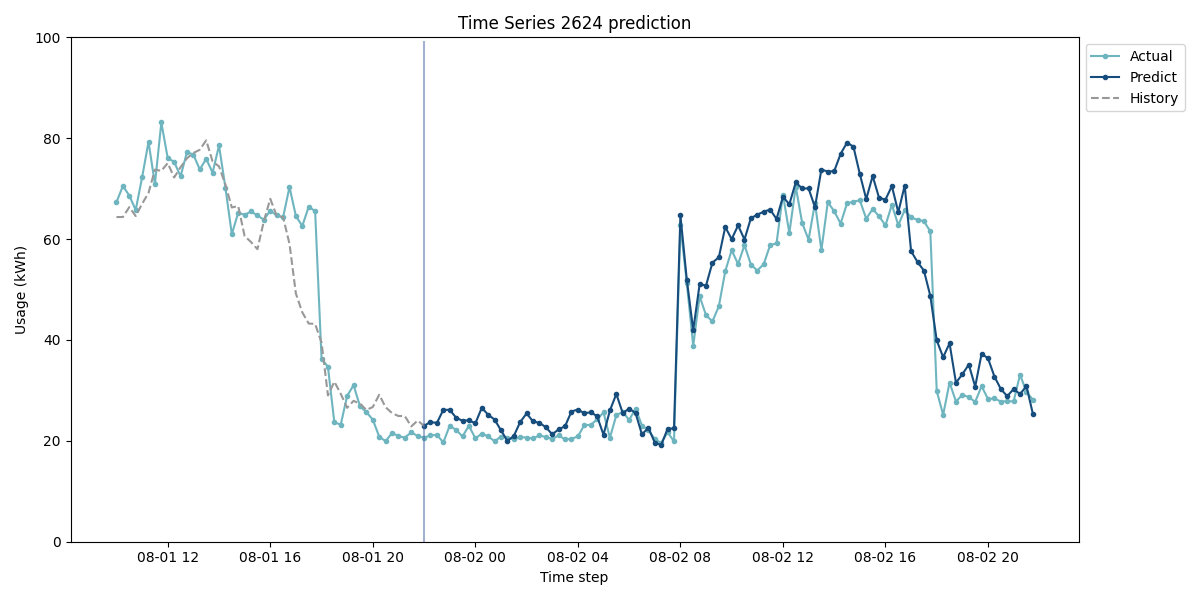 Time Series 2624 prediction
Usage (kWh)
100
80
60
40
20
0
08-01 12
08-01 16
08-01 20
08-02 00
08-02 04
08-02 08
08-02 12
08-02 16
08-02 20
Time step
Actual
Predict
History